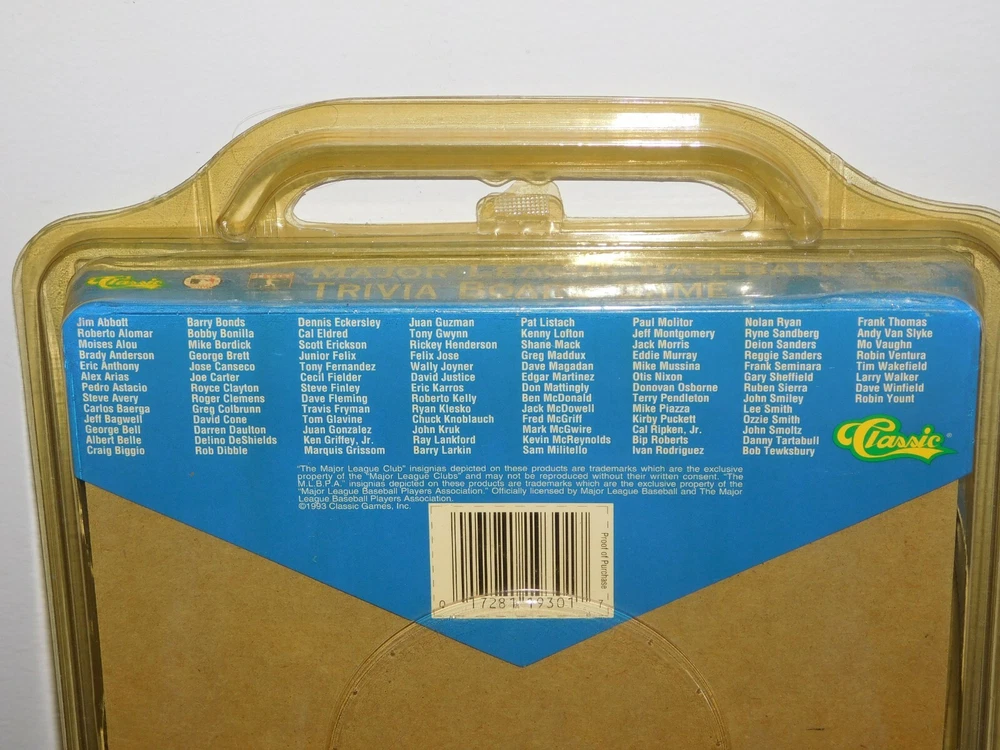 Classic
MAJOR LEAGUE BASEBALL
TRIVIA BOARD GAME
Jim Abbott
Roberto Alomar
Moises Alou
Brady Anderson
Eric Anthony
Alex Arias
Pedro Astacio
Steve Avery
Carlos Baerga
Jeff Bagwell
George Bell
Albert Belle
Craig Biggio
Barry Bonds
Bobby Bonilla
Mike Bordick
George Brett
Jose Canseco
Joe Carter
Royce Clayton
Roger Clemens
Greg Colbrunn
David Cone
Darren Daulton
Delino DeShields
Rob Dibble
Dennis Eckersley
Cal Eldred
Scott Erickson
Junior Felix
Tony Fernandez
Cecil Fielder
Steve Finley
Dave Fleming
Travis Fryman
Tom Glavine
Juan Gonzalez
Ken Griffey, Jr.
Marquis Grissom
Juan Guzman
Tony Gwynn
Rickey Henderson
Felix Jose
Wally Joyner
David Justice
Eric Karros
Roberto Kelly
Ryan Klesko
Chuck Knoblauch
John Kruk
Ray Lankford
Barry Larkin
Pat Listach
Kenny Lofton
Shane Mack
Greg Maddux
Dave Magadan
Edgar Martinez
Don Mattingly
Ben McDonald
Jack McDowell
Fred McGriff
Mark McGwire
Kevin McReynolds
Sam Militello
Paul Molitor
Jeff Montgomery
Jack Morris
Eddie Murray
Mike Mussina
Otis Nixon
Donovan Osborne
Terry Pendleton
Mike Piazza
Kirby Puckett
Cal Ripken, Jr.
Bip Roberts
Ivan Rodriguez
Nolan Ryan
Ryne Sandberg
Deion Sanders
Reggie Sanders
Frank Seminara
Gary Sheffield
Ruben Sierra
John Smiley
Lee Smith
Ozzie Smith
John Smoltz
Danny Tartabull
Bob Tewksbury
Frank Thomas
Andy Van Slyke
Mo Vaughn
Robin Ventura
Tim Wakefield
Larry Walker
Dave Winfield
Robin Yount
Classic®
"The Major League Club" insignias depicted on these products are trademarks which are the exclusive
property of the "Major League Clubs" and may not be reproduced without their written consent. "The
M.L.B.P.A." insignias depicted on these products are trademarks which are the exclusive property of the
"Major League Baseball Players Association." Officially licensed by Major League Baseball and The Major
League Baseball Players Association.
©1993 Classic Games, Inc.
Proof of Purchase
0 17281 19301 7